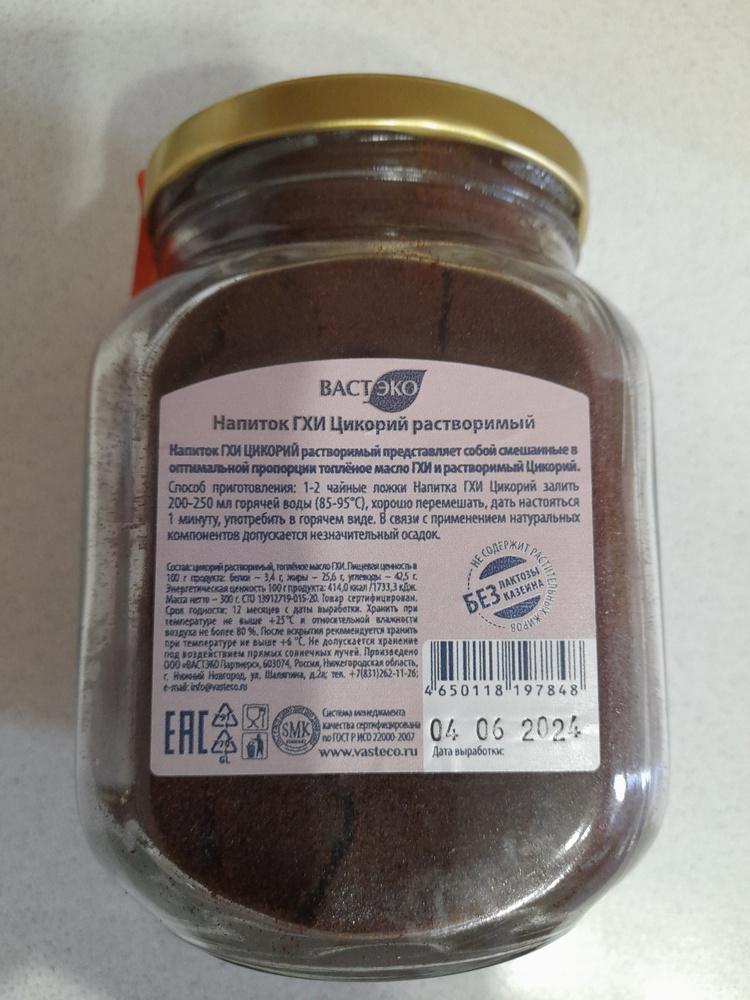 ВАСТЭКО
Напиток ГХИ Цикорий растворимый
Напиток ГХИ ЦИКОРИЙ растворимый представляет собой смешанные в
оптимальной пропорции топлёное масло ГХИ и растворимый Цикорий.
Способ приготовления: 1-2 чайные ложки Напитка ГХИ Цикорий залить
200-250 мл горячей воды (85-95°С), хорошо перемешать, дать настояться
1 минуту, употребить в горячем виде. В связи с применением натуральных
компонентов допускается незначительный осадок.
Состав: цикорий растворимый, топлёное масло ГХИ. Пищевая ценность в
100 г продукта: белки – 3,4 г, жиры – 25,6 г, углеводы – 42,5 г.
Энергетическая ценность 100 г продукта: 414,0 ккал /1733,3 кДж.
Масса нетто – 300 г. СТО 13912719-015-20. Товар сертифицирован.
Срок годности: 12 месяцев с даты выработки. Хранить при
температуре не выше +25°С и относительной влажности
воздуха не более 80 %. После вскрытия рекомендуется хранить
при температуре не выше +6 °С. Не допускается хранение
под воздействием прямых солнечных лучей. Произведено
ООО «ВАСТЭКО Партнерс», 603074, Россия, Нижегородская область,
г. Нижний Новгород, ул. Шаляпина, д.2а; тел. +7(831)262-11-26;
e-mail: info@vasteco.ru
НЕ СОДЕРЖИТ РАСТИТЕЛЬНЫХ ЖИРОВ
БЕЗ ЛАКТОЗЫ
КАЗЕИНА
4 650118 197848
04 06 2024
Дата выработки:
EAC
GL
SMK
Система менеджмента
качества сертифицирована
по ГОСТ Р ИСО 22000-2007
www.vasteco.ru